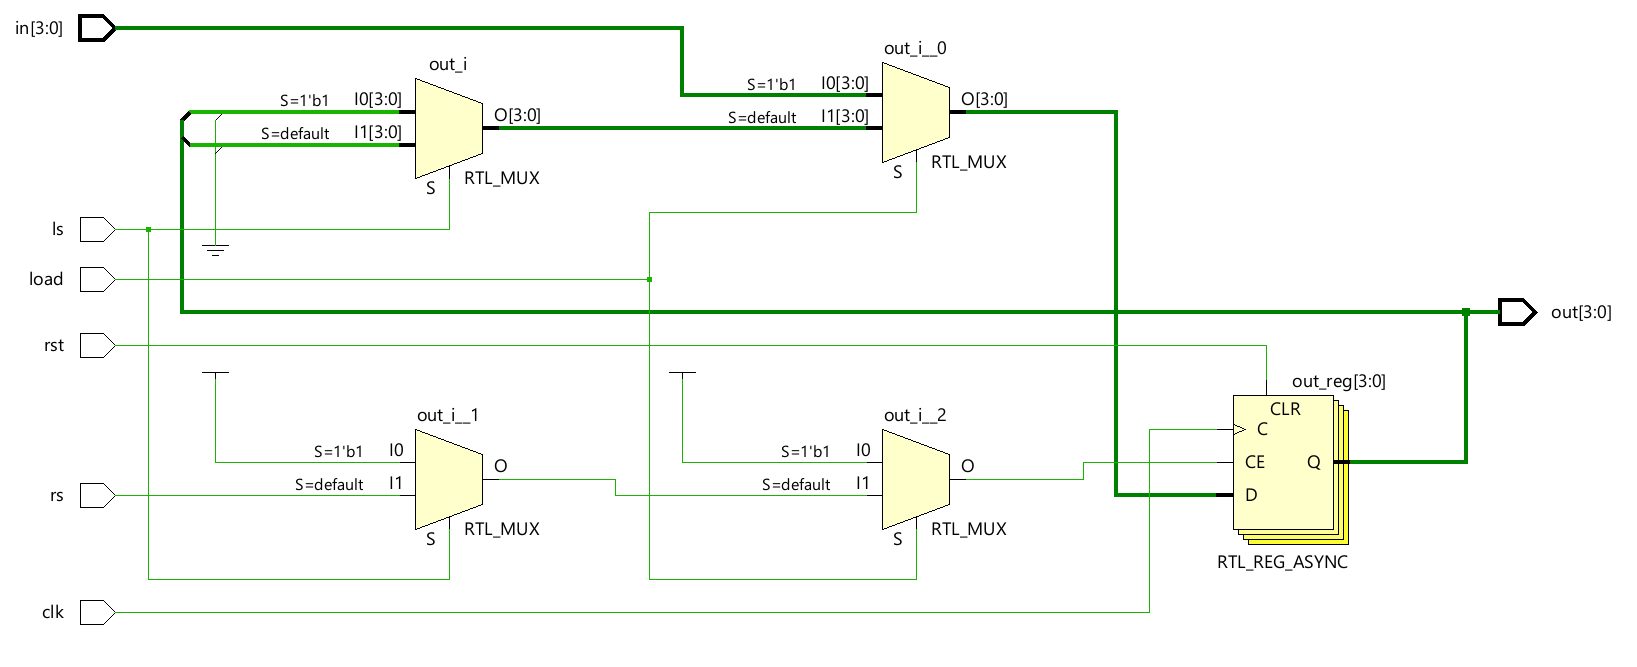 in[3:0]
out_i
out_i__0
S=1'b1
I0[3:0]
S=default
I1[3:0]
O[3:0]
S
RTL_MUX
S=1'b1
I0[3:0]
S=default
I1[3:0]
O[3:0]
S
RTL_MUX
ls
load
out[3:0]
rst
out_reg[3:0]
CLR
C
CE
Q
D
RTL_REG_ASYNC
out_i__1
out_i__2
S=1'b1
I0
S=default
I1
O
S
RTL_MUX
S=1'b1
I0
S=default
I1
O
S
RTL_MUX
rs
clk